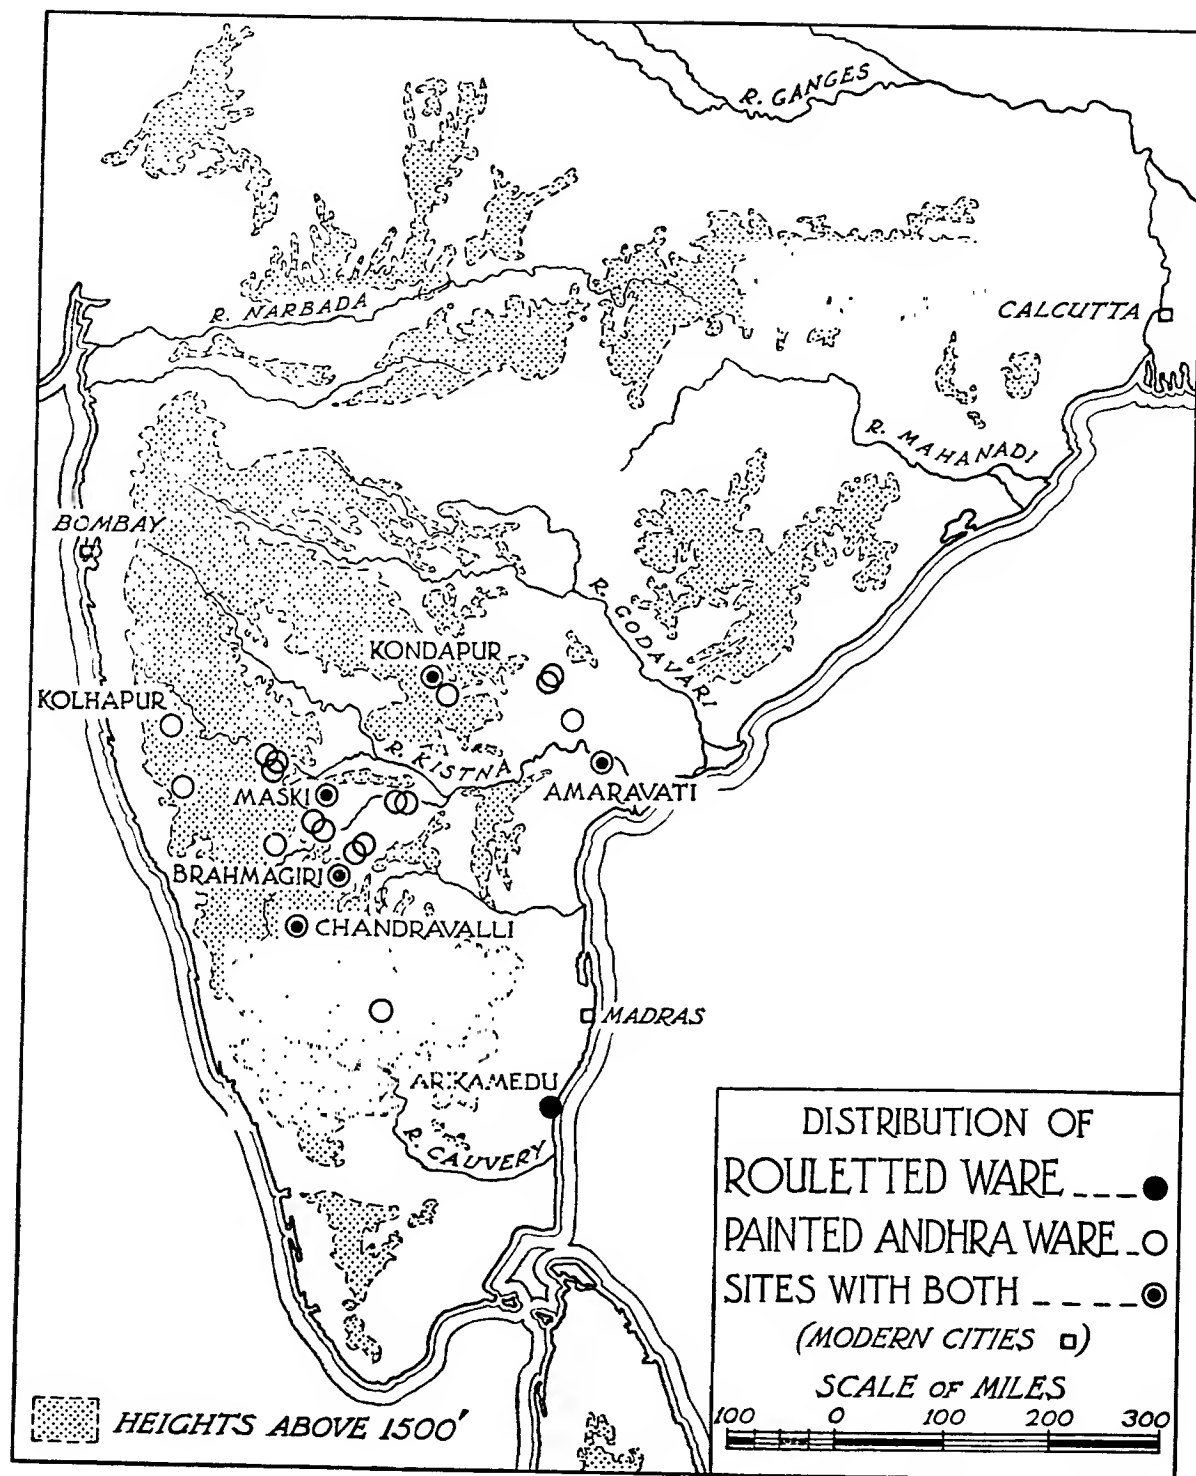 R. GANGES
R. NARBADA
CALCUTTA
R. MAHANADI
BOMBAY
R. GODAVARI
KONDAPUR
KOLHAPUR
R. KISTNA
MASKI
AMARAVATI
BRAHMAGIRI
CHANDRAVALLI
MADRAS
ARIKAMEDU
R. CAUVERY
DISTRIBUTION OF
ROULETTED WARE
PAINTED ANDHRA WARE
SITES WITH BOTH
(MODERN CITIES )
SCALE OF MILES
100 0 100 200 300
HEIGHTS ABOVE 1500'